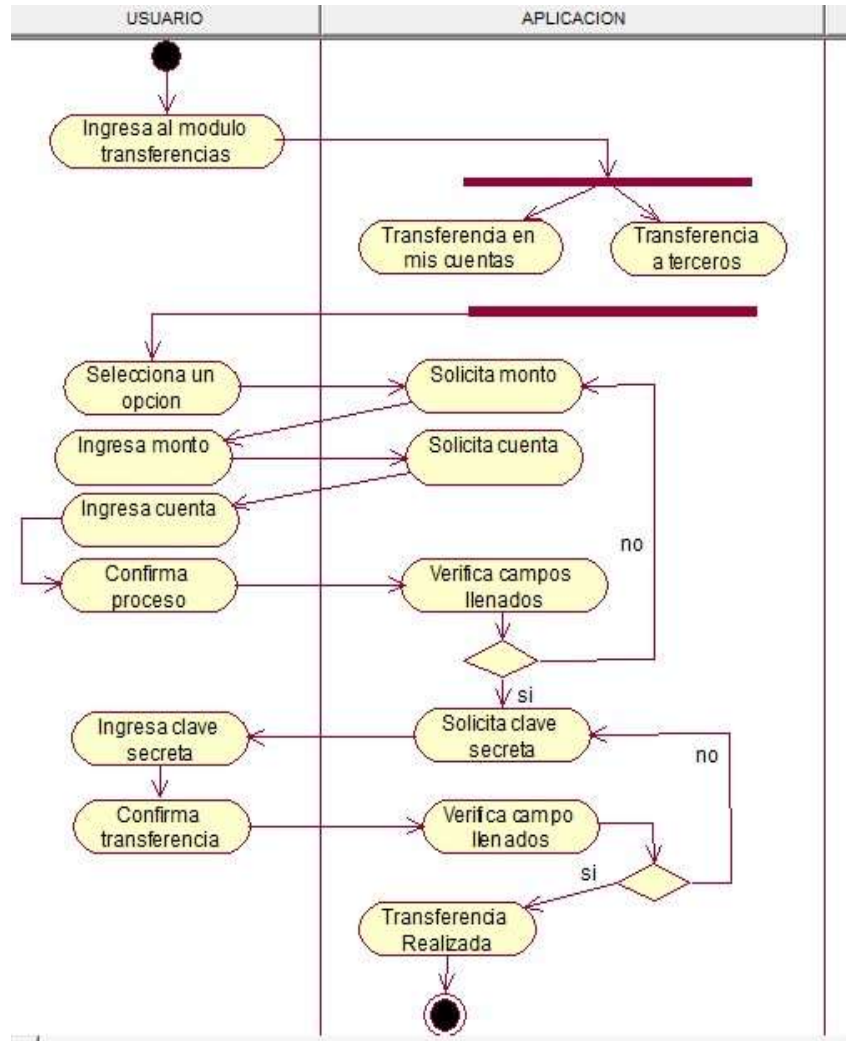 USUARIO
APLICACION
Ingresa al modulo
transferencias
Transferencia en
mis cuentas
Transferencia
a terceros
Selecciona un
opcion
Solicita monto
Ingresa monto
Solicita cuenta
Ingresa cuenta
no
Confirma
proceso
Verifica campos
llenados
si
Ingresa clave
secreta
Solicita clave
secreta
no
Confirma
transferencia
Verifica campo
llenados
si
Transferencia
Realizada